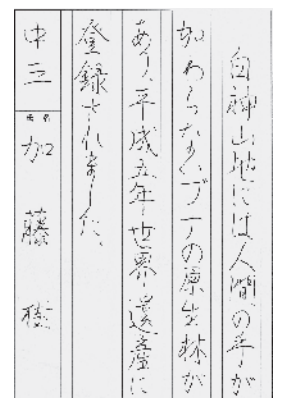 白神山地には人間の手が
加わらないブナの原生林が
あり、平成五年世界遺産に
登録されました。
中三 氏名 加藤 樹